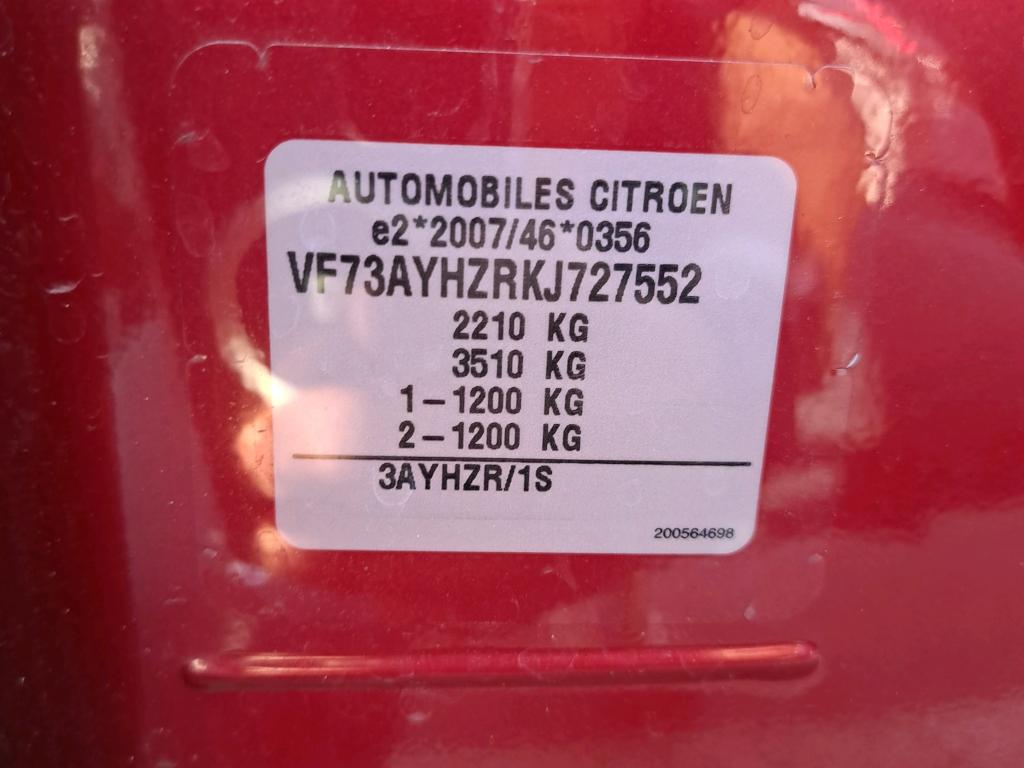 AUTOMOBILES CITROEN
e2*2007/46*0356
VF73AYHZRKJ727552
2210 KG
3510 KG
1-1200 KG
2-1200 KG
3AYHZR/1S
200564698